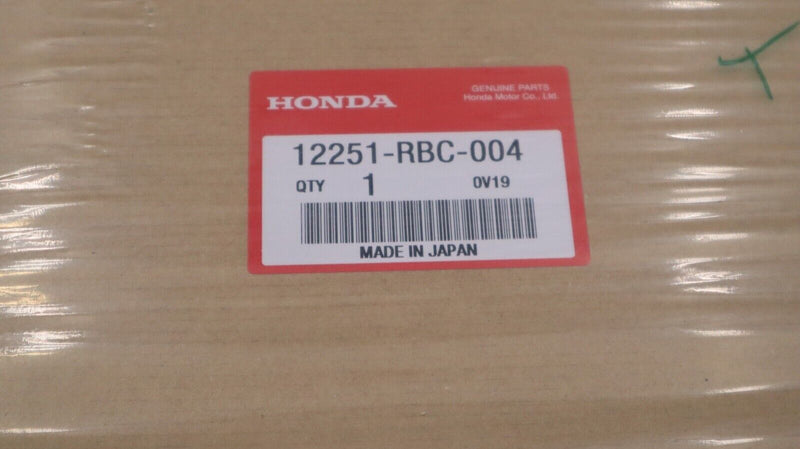 HONDA
GENUINE PARTS
Honda Motor Co., Ltd.
12251-RBC-004
QTY 1 0V19
MADE IN JAPAN